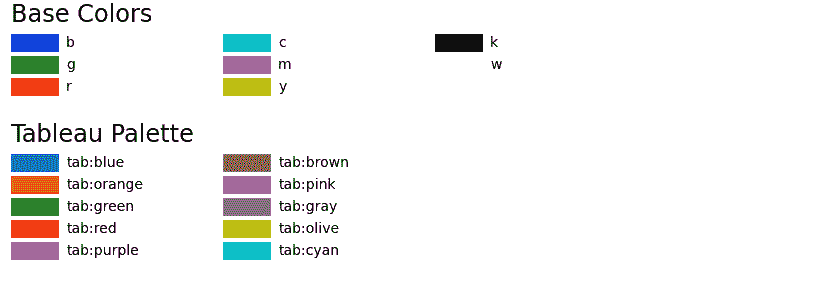 Base Colors
b
g
r
c
m
y
k
w
Tableau Palette
tab:blue
tab:orange
tab:green
tab:red
tab:purple
tab:brown
tab:pink
tab:gray
tab:olive
tab:cyan